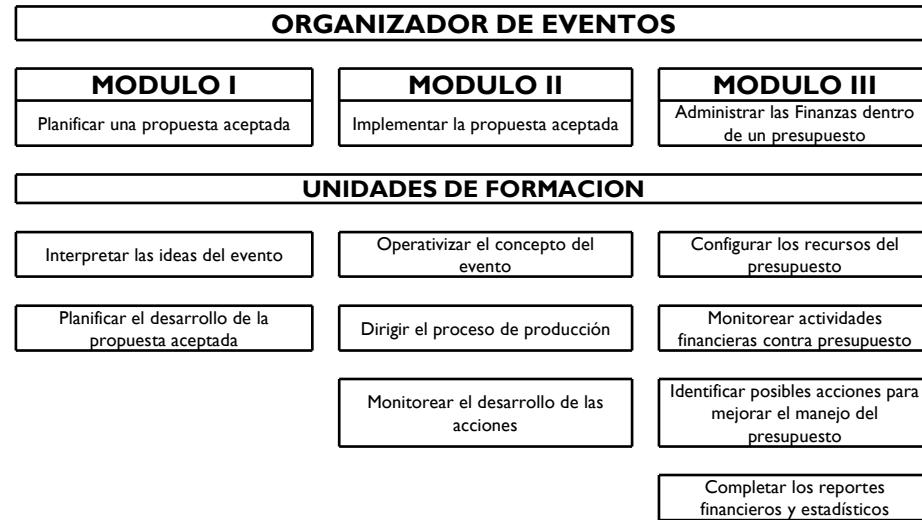 ORGANIZADOR DE EVENTOS
MODULO I
Planificar una propuesta aceptada
MODULO II
Implementar la propuesta aceptada
MODULO III
Administrar las Finanzas dentro
de un presupuesto
UNIDADES DE FORMACION
Interpretar las ideas del evento
Planificar el desarrollo de la
propuesta aceptada
Operativizar el concepto del
evento
Dirigir el proceso de producción
Monitorear el desarrollo de las
acciones
Configurar los recursos del
presupuesto
Monitorear actividades
financieras contra presupuesto
Identificar posibles acciones para
mejorar el manejo del
presupuesto
Completar los reportes
financieros y estadísticos